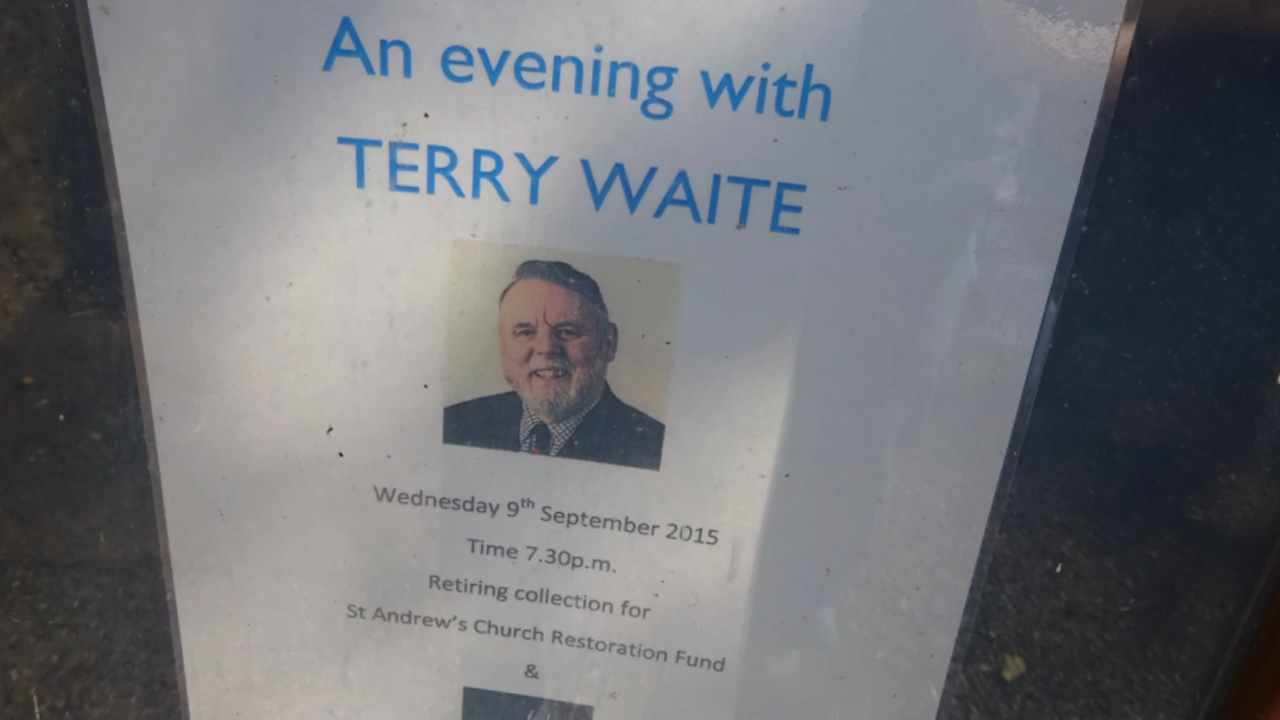 An evening with
TERRY WAITE
Wednesday 9th September 2015
Time 7.30p.m.
Retiring collection for
St Andrew's Church Restoration Fund
&